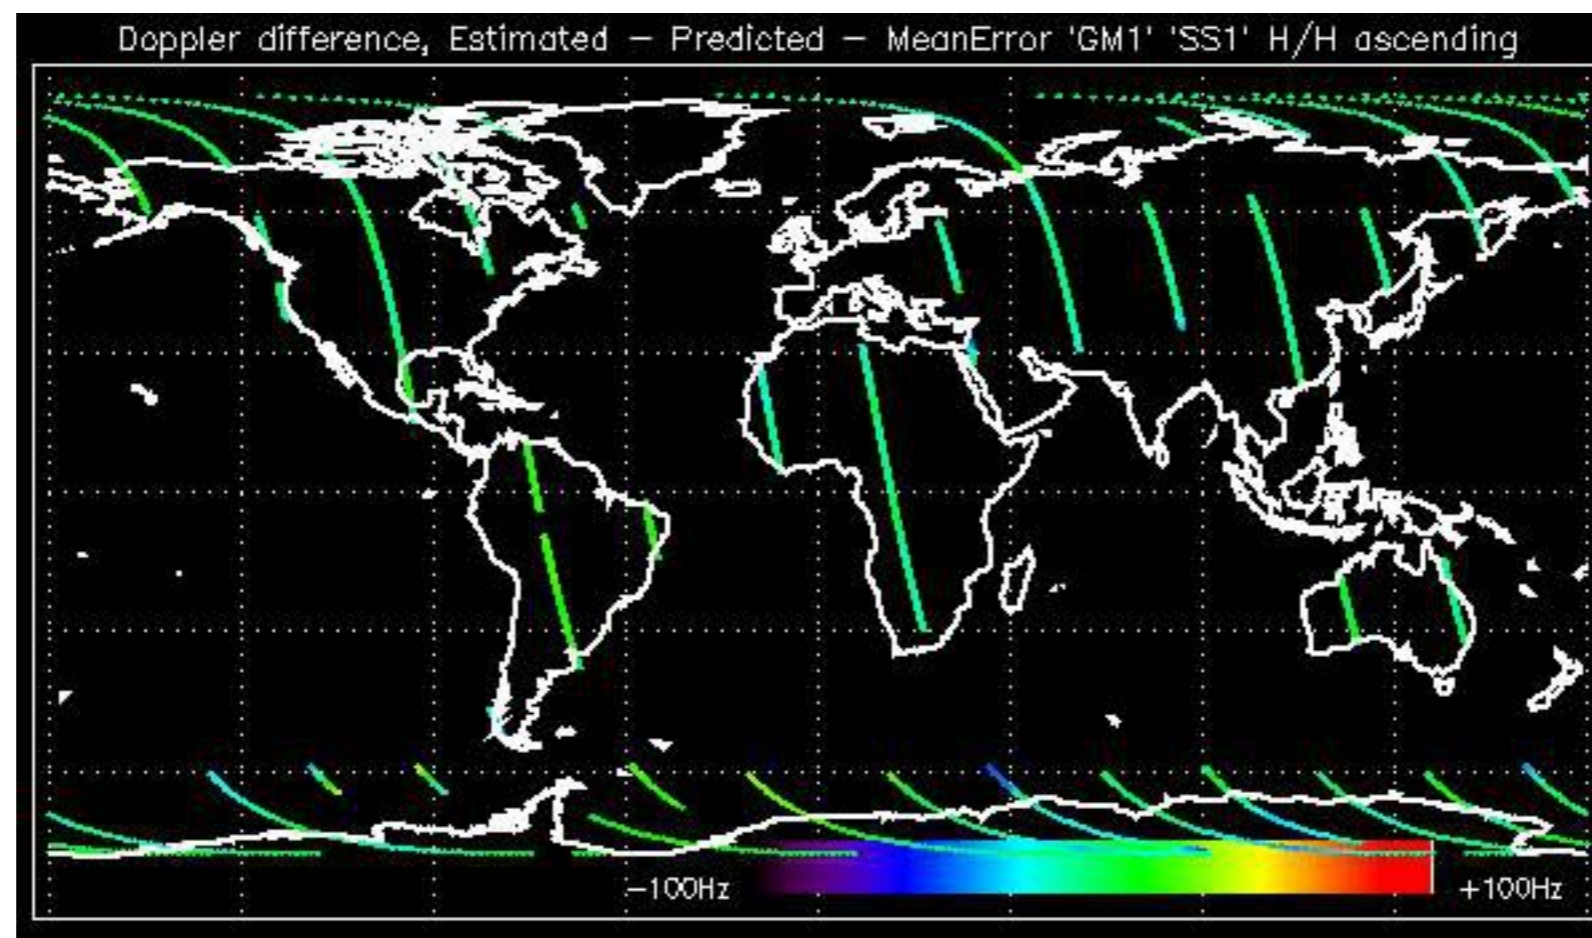 Doppler difference, Estimated — Predicted — MeanError 'GM1' 'SS1' H/H ascending
—100Hz
+100Hz